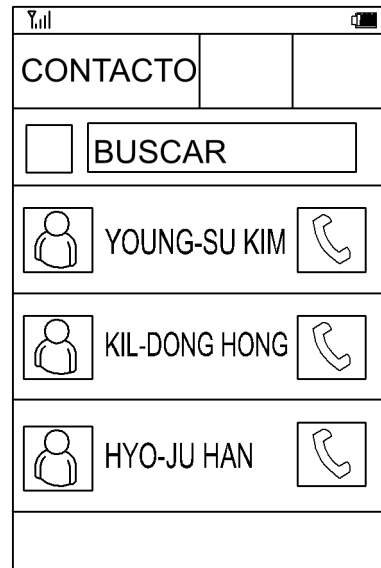 CONTACTO
BUSCAR
YOUNG-SU KIM
KIL-DONG HONG
HYO-JU HAN